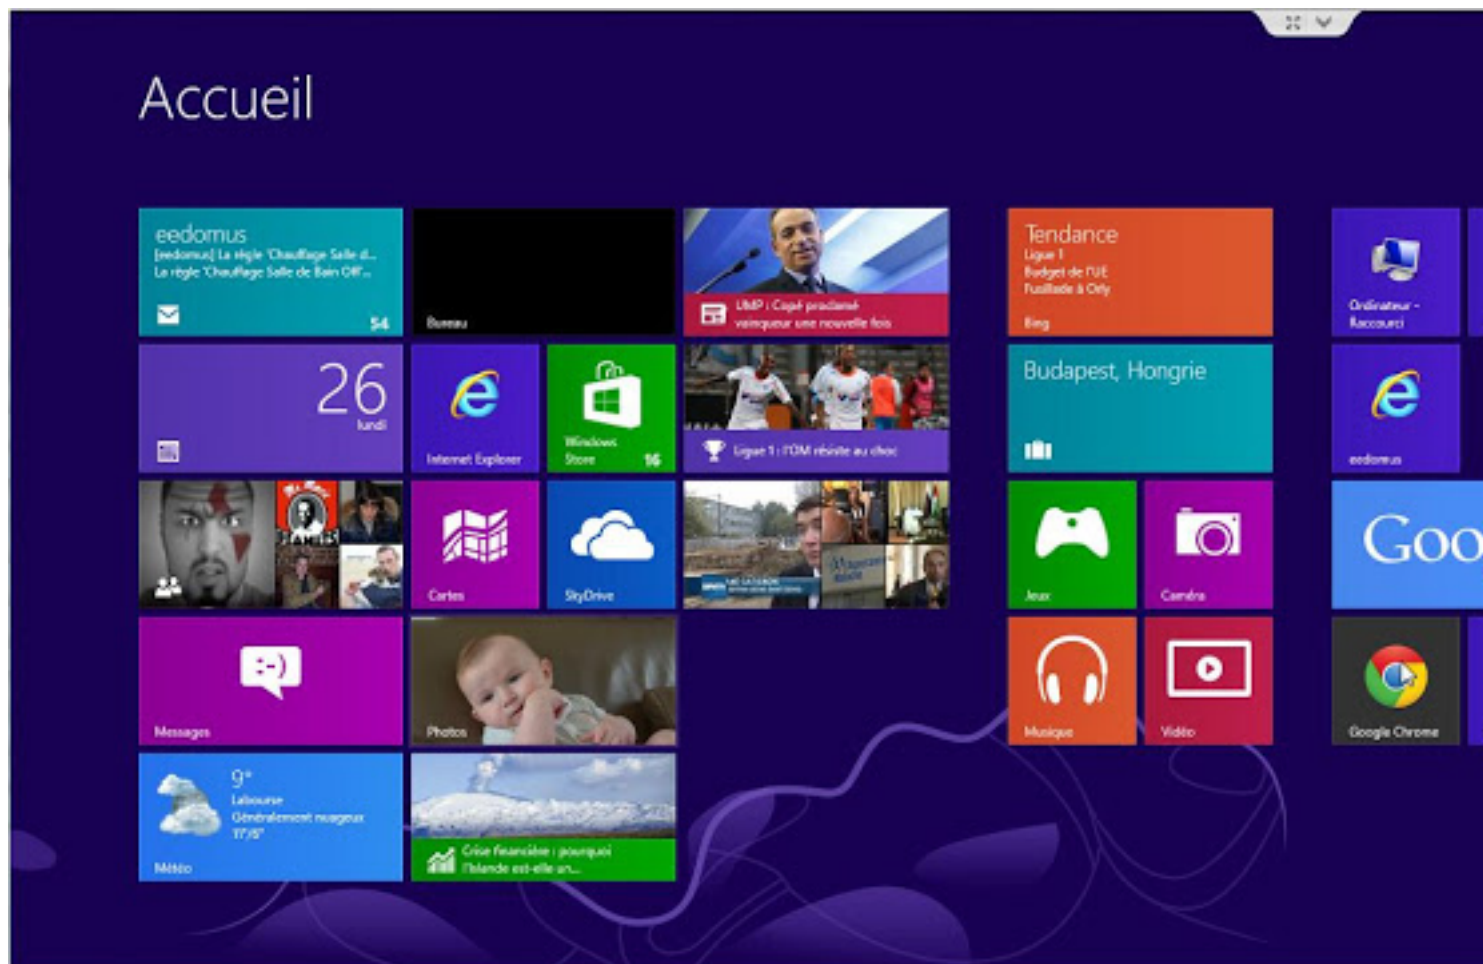 Accueil
eedomus
[eedomus] La règle 'Chauffage Salle d...
La règle 'Chauffage Salle de Bain Off'...
54
Bureau
UMP : Copé proclamé
vainqueur une nouvelle fois
26
lundi
Internet Explorer
Windows
Store
16
Ligue 1 : l'OM résiste au choc
Cartes
SkyDrive
Messages
Photos
9°
Labourse
Généralement nuageux
11°/6°
Météo
Crise financière : pourquoi
l'Islande est-elle un...
Tendance
Ligue 1
Budget de l'UE
Fusillade à Orly
Bing
Budapest, Hongrie
Jeux
Caméra
Musique
Vidéo
Ordinateur -
Raccourci
eedomus
Goo
Google Chrome